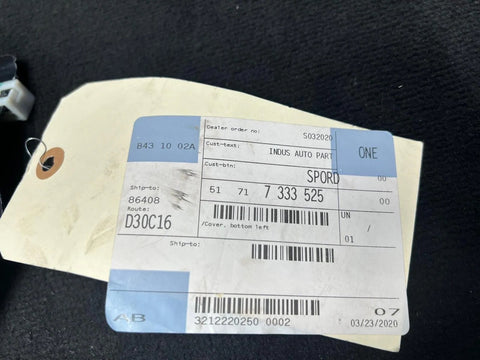 Dealer order no: S032020
B43 10 02A
Cust-text: INDUS AUTO PART
ONE
Cust-bin: SPORD
00
Ship-to:
86408
51 71 7 333 525
00
Route:
D30C16
UN /
01
/Cover. bottom left
Ship-to:
AB
3212220250 0002
07
03/23/2020